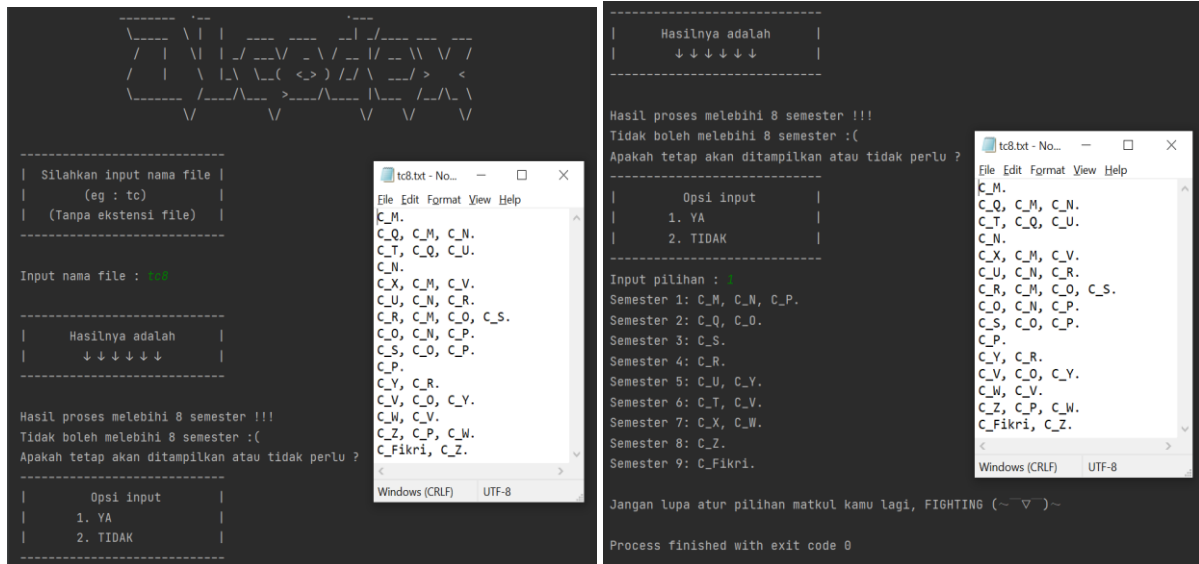 --------------------------
| Silahkan input nama file |
| (eg : tc) |
| (Tanpa ekstensi file) |
--------------------------
Input nama file : tc8
--------------------------
| Hasilnya adalah |
| ↓ ↓ ↓ ↓ ↓ ↓ |
--------------------------
Hasil proses melebihi 8 semester !!!
Tidak boleh melebihi 8 semester :(
Apakah tetap akan ditampilkan atau tidak perlu ?
--------------------------
| Opsi input |
| 1. YA |
| 2. TIDAK |
--------------------------
tc8.txt - No...
File Edit Format View Help
C_M.
C_Q, C_M, C_N.
C_T, C_Q, C_U.
C_N.
C_X, C_M, C_V.
C_U, C_N, C_R.
C_R, C_M, C_O, C_S.
C_O, C_N, C_P.
C_S, C_O, C_P.
C_P.
C_Y, C_R.
C_V, C_O, C_Y.
C_W, C_V.
C_Z, C_P, C_W.
C_Fikri, C_Z.
Windows (CRLF) UTF-8
--------------------------
| Hasilnya adalah |
| ↓ ↓ ↓ ↓ ↓ ↓ |
--------------------------
Hasil proses melebihi 8 semester !!!
Tidak boleh melebihi 8 semester :(
Apakah tetap akan ditampilkan atau tidak perlu ?
--------------------------
| Opsi input |
| 1. YA |
| 2. TIDAK |
--------------------------
Input pilihan : 1
Semester 1: C_M, C_N, C_P.
Semester 2: C_Q, C_O.
Semester 3: C_S.
Semester 4: C_R.
Semester 5: C_U, C_Y.
Semester 6: C_T, C_V.
Semester 7: C_X, C_W.
Semester 8: C_Z.
Semester 9: C_Fikri.
Jangan lupa atur pilihan matkul kamu lagi, FIGHTING (~￣▽￣)~
Process finished with exit code 0
tc8.txt - No...
File Edit Format View Help
C_M.
C_Q, C_M, C_N.
C_T, C_Q, C_U.
C_N.
C_X, C_M, C_V.
C_U, C_N, C_R.
C_R, C_M, C_O, C_S.
C_O, C_N, C_P.
C_S, C_O, C_P.
C_P.
C_Y, C_R.
C_V, C_O, C_Y.
C_W, C_V.
C_Z, C_P, C_W.
C_Fikri, C_Z.
Windows (CRLF) UTF-8